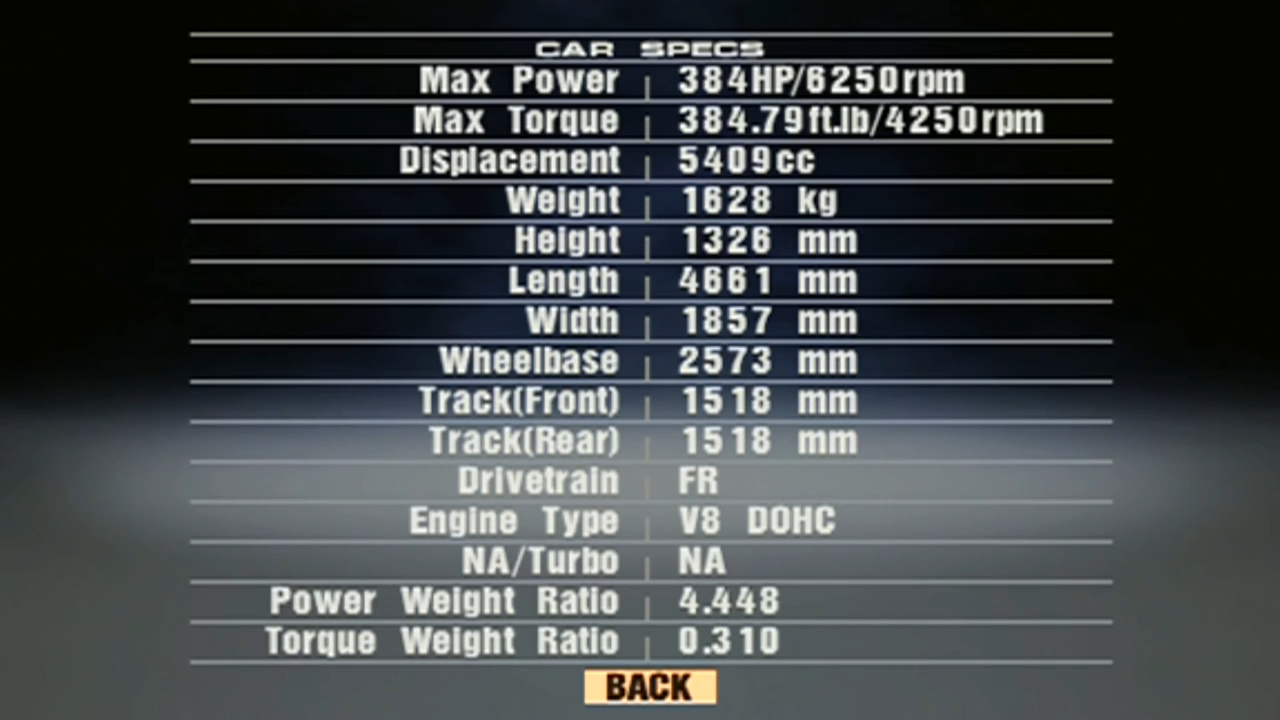 CAR SPECS
Max Power | 384HP/6250rpm
Max Torque | 384.79ft.lb/4250rpm
Displacement | 5409cc
Weight | 1628 kg
Height | 1326 mm
Length | 4661 mm
Width | 1857 mm
Wheelbase | 2573 mm
Track(Front) | 1518 mm
Track(Rear) | 1518 mm
Drivetrain | FR
Engine Type | V8 DOHC
NA/Turbo | NA
Power Weight Ratio | 4.448
Torque Weight Ratio | 0.310
BACK